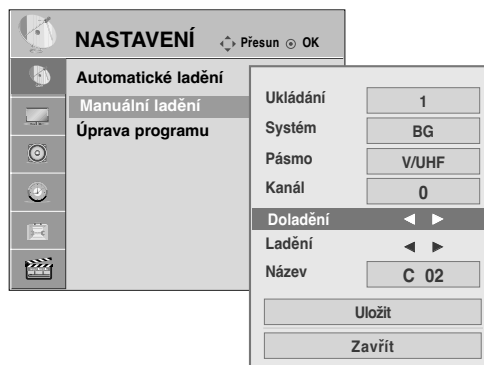 NASTAVENÍ Přesun OK
Automatické ladění
Manuální ladění
Úprava programu
Ukládání 1
Systém BG
Pásmo V/UHF
Kanál 0
Doladění ◄ ►
Ladění ◄ ►
Název C 02
Uložit
Zavřít